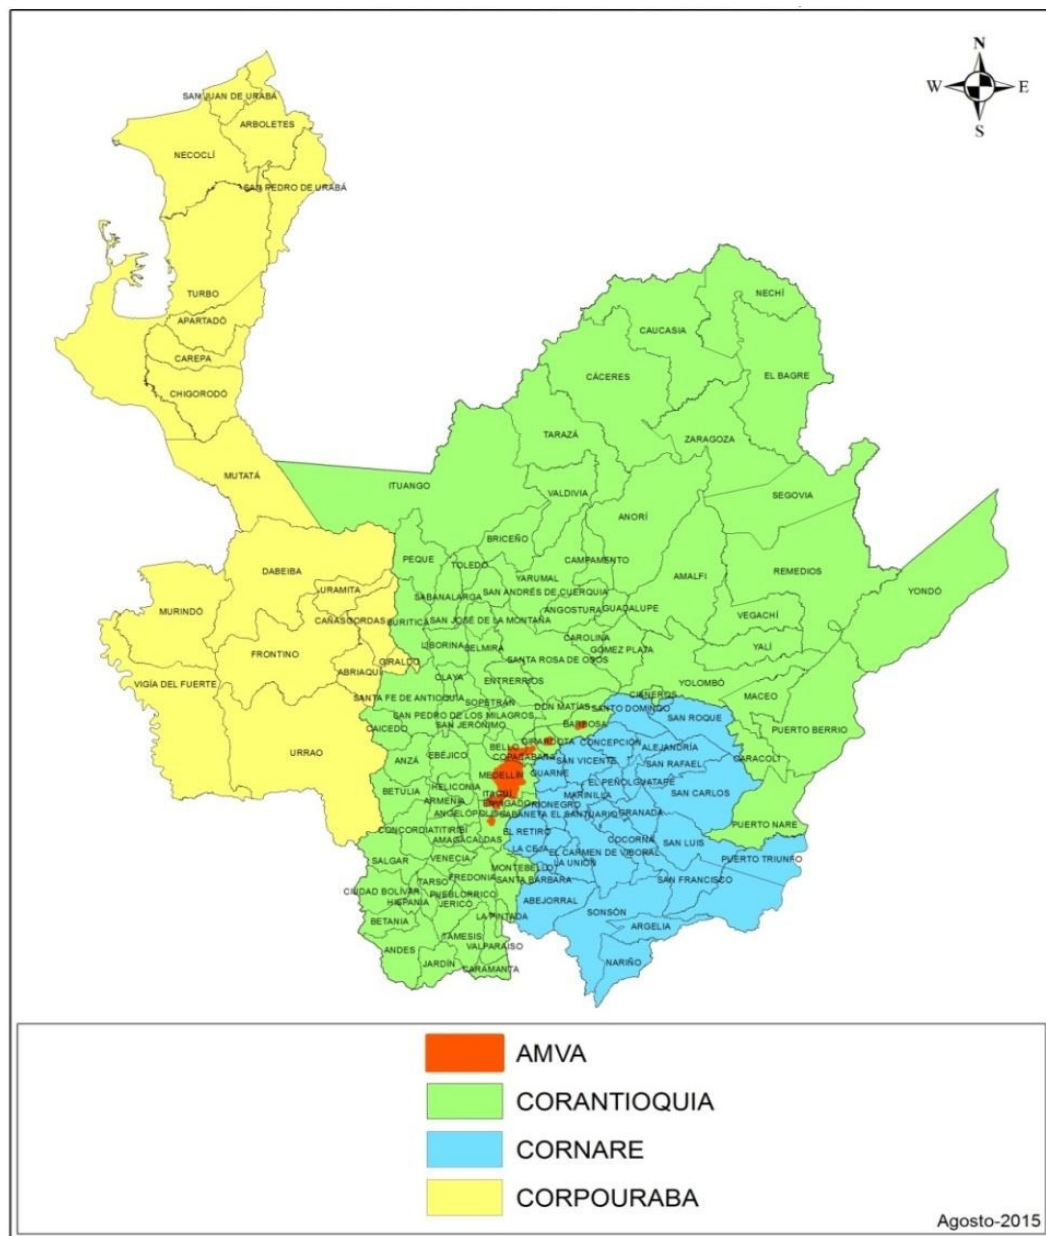 N
W E
S
SAN JUAN DE URABÁ
ARBOLETES
NECOCLÍ
SAN PEDRO DE URABÁ
TURBO
APARTADÓ
CAREPA
CHIGORODÓ
MUTATÁ
NECHÍ
CAUCASIA
CÁCERES
EL BAGRE
TARAZÁ
ZARAGOZA
ITUANGO
VALDIVIA
SEGOVIA
ANORÍ
BRICEÑO
PEQUE
TOLEDO
CAMPAMENTO
DABEIBA
YARUMAL
AMALFI
REMEDIOS
YONDÓ
URAMITA
SABANALARGA
SAN ANDRÉS DE CUERQUIA
MURINDÓ
ANGOSTURA
GUADALUPE
VEGACHÍ
CAÑASGORDAS
BURITICÁ
SAN JOSÉ DE LA MONTAÑA
CAROLINA
LIBORINA
BELMIRA
GÓMEZ PLATA
YALÍ
FRONTINO
GIRALDO
SANTA ROSA DE OSOS
ABRIAQUÍ
OLAYA
ENTRERRIOS
VIGÍA DEL FUERTE
YOLOMBÓ
SANTA FE DE ANTIOQUIA
SOPETRÁN
CISNEROS
MACEO
DON MATÍAS
SANTO DOMINGO
SAN PEDRO DE LOS MILAGROS
SAN ROQUE
SAN JERÓNIMO
BARBOSA
CAICEDO
PUERTO BERRIO
URRAO
GIRARDOTA
CONCEPCIÓN
ALEJANDRÍA
BELLO
EBÉJICO
COPACABANA
ANZÁ
SAN VICENTE
SAN RAFAEL
CARACOLÍ
MEDELLÍN
GUARNE
EL PEÑOL
GUATAPE
HELICONIA
BETULIA
ITAGUI
MARINILLA
SAN CARLOS
ARMENIA
ENVIGADO
RIONEGRO
ANGELÓPOLIS
SABANETA
EL SANTUARIO
GRANADA
PUERTO NARE
CONCORDIA
TITIRIBÍ
EL RETIRO
AMAGA
CALDAS
COCORNÁ
SAN LUIS
LA CEJA
EL CARMEN DE VIBORAL
SALGAR
VENECIA
LA UNIÓN
PUERTO TRIUNFO
MONTEBELLO
FREDONIA
TARSO
SANTA BÁRBARA
SAN FRANCISCO
CIUDAD BOLÍVAR
PUEBLORRICO
HISPANIA
JERICÓ
ABEJORRAL
LA PINTADA
SONSÓN
BETANIA
ARGELIA
TÁMESIS
VALPARAÍSO
ANDES
JARDÍN
CARAMANTA
NARIÑO
AMVA
CORANTIOQUIA
CORNARE
CORPOURABA
Agosto-2015